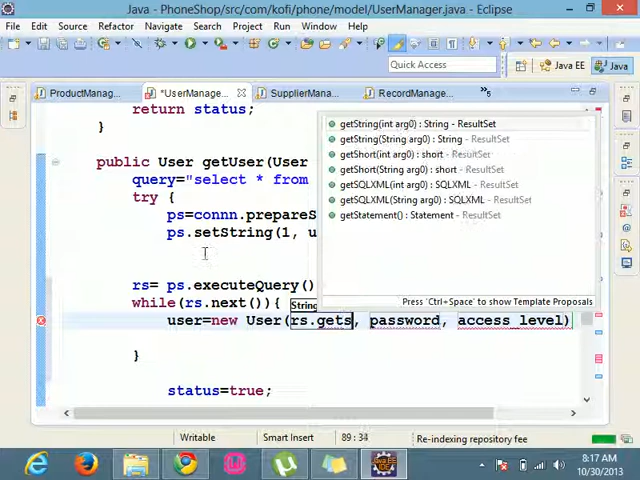 Java - PhoneShop/src/com/kofi/phone/model/UserManager.java - Eclipse
File Edit Source Refactor Navigate Search Project Run Window Help
Quick Access
Java EE
Java
ProductManag...
*UserManage...
SupplierMana...
RecordManage...
»5
return status;
}
public User getUser(User
query="select * from
try {
ps=connn.prepareS
ps.setString(1, u
rs= ps.executeQuery()
while(rs.next()){
String
user=new User(rs.gets, password, access_level)
}
status=true;
getString(int arg0) : String - ResultSet
getString(String arg0) : String - ResultSet
getShort(int arg0) : short - ResultSet
getShort(String arg0) : short - ResultSet
getSQLXML(int arg0) : SQLXML - ResultSet
getSQLXML(String arg0) : SQLXML - ResultSet
getStatement() : Statement - ResultSet
Press 'Ctrl+Space' to show Template Proposals
Writable
Smart Insert
89 : 34
Re-indexing repository fee
Java EE
IDE
8:17 AM
10/30/2013